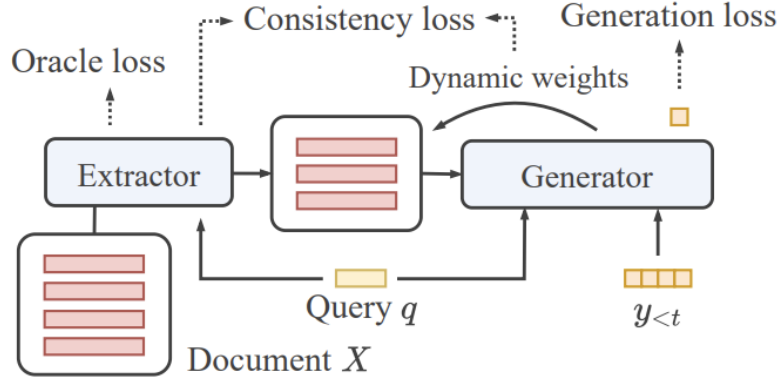 Consistency loss
Generation loss
Oracle loss
Dynamic weights
Extractor
Generator
Query q
y<t
Document X